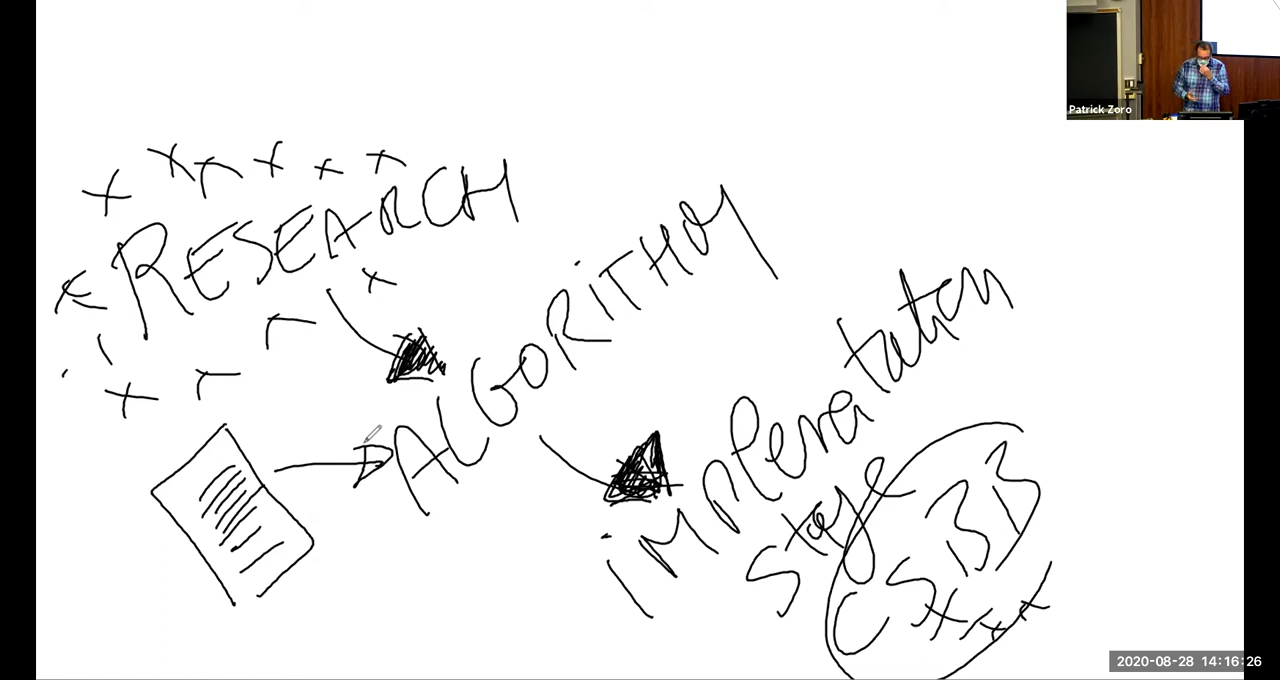 Patrick Zoro
RESEARCH
ALGORITHM
iMPlementation
stage
CS133
2020-08-28 14:16:26